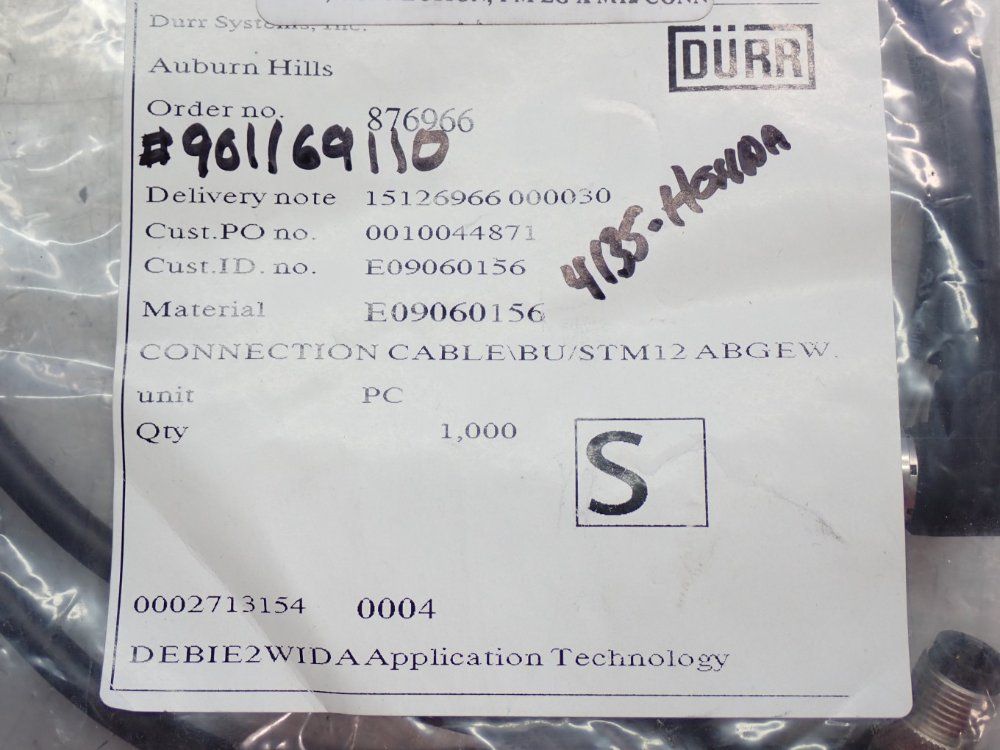 Durr Systems, Inc.
DÜRR
Auburn Hills
Order no. 876966
#901169110
Delivery note 15126966 000030
4135-HONDA
Cust.PO no. 0010044871
Cust.ID. no. E09060156
Material E09060156
CONNECTION CABLE\BU/STM12 ABGEW.
unit PC
Qty 1,000
S
0002713154 0004
DEBIE2WIDA Application Technology